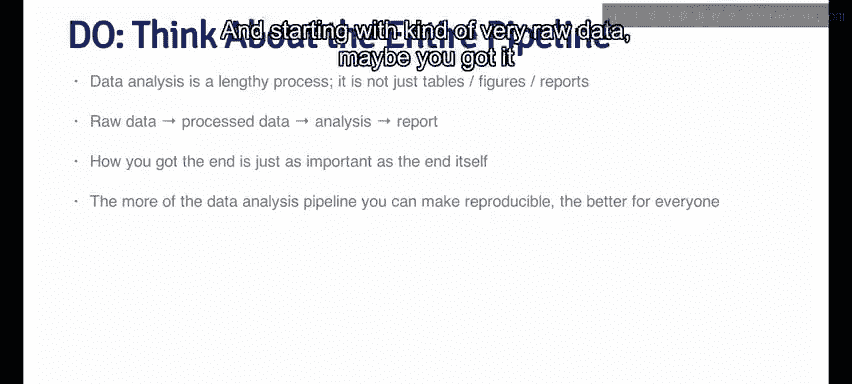 DO: Think About the Entire Pipeline
And starting with kind of very raw data,
maybe you got it
· Data analysis is a lengthy process; it is not just tables / figures / reports
· Raw data → processed data → analysis → report
· How you got the end is just as important as the end itself
· The more of the data analysis pipeline you can make reproducible, the better for everyone